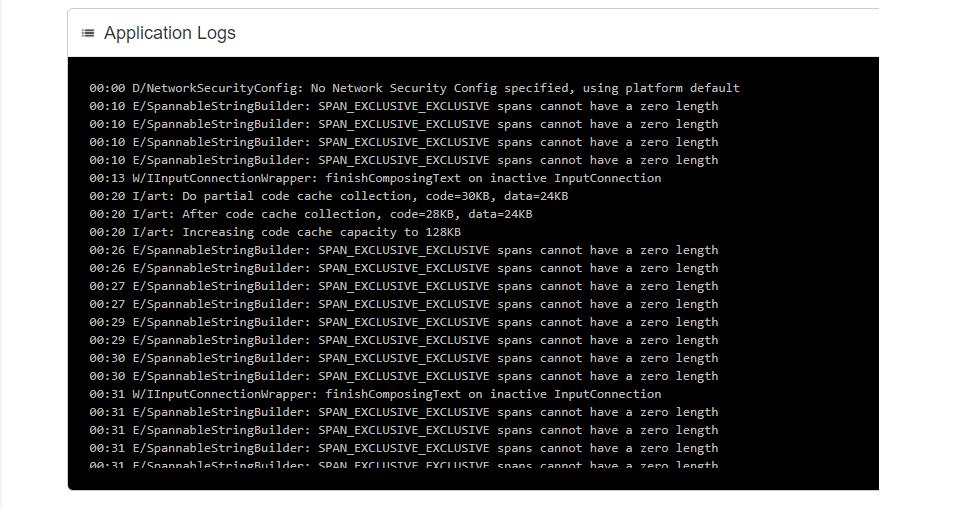 Application Logs
00:00 D/NetworkSecurityConfig: No Network Security Config specified, using platform default
00:10 E/SpannableStringBuilder: SPAN_EXCLUSIVE_EXCLUSIVE spans cannot have a zero length
00:10 E/SpannableStringBuilder: SPAN_EXCLUSIVE_EXCLUSIVE spans cannot have a zero length
00:10 E/SpannableStringBuilder: SPAN_EXCLUSIVE_EXCLUSIVE spans cannot have a zero length
00:10 E/SpannableStringBuilder: SPAN_EXCLUSIVE_EXCLUSIVE spans cannot have a zero length
00:13 W/IInputConnectionWrapper: finishComposingText on inactive InputConnection
00:20 I/art: Do partial code cache collection, code=30KB, data=24KB
00:20 I/art: After code cache collection, code=28KB, data=24KB
00:20 I/art: Increasing code cache capacity to 128KB
00:26 E/SpannableStringBuilder: SPAN_EXCLUSIVE_EXCLUSIVE spans cannot have a zero length
00:26 E/SpannableStringBuilder: SPAN_EXCLUSIVE_EXCLUSIVE spans cannot have a zero length
00:27 E/SpannableStringBuilder: SPAN_EXCLUSIVE_EXCLUSIVE spans cannot have a zero length
00:27 E/SpannableStringBuilder: SPAN_EXCLUSIVE_EXCLUSIVE spans cannot have a zero length
00:29 E/SpannableStringBuilder: SPAN_EXCLUSIVE_EXCLUSIVE spans cannot have a zero length
00:29 E/SpannableStringBuilder: SPAN_EXCLUSIVE_EXCLUSIVE spans cannot have a zero length
00:30 E/SpannableStringBuilder: SPAN_EXCLUSIVE_EXCLUSIVE spans cannot have a zero length
00:30 E/SpannableStringBuilder: SPAN_EXCLUSIVE_EXCLUSIVE spans cannot have a zero length
00:31 W/IInputConnectionWrapper: finishComposingText on inactive InputConnection
00:31 E/SpannableStringBuilder: SPAN_EXCLUSIVE_EXCLUSIVE spans cannot have a zero length
00:31 E/SpannableStringBuilder: SPAN_EXCLUSIVE_EXCLUSIVE spans cannot have a zero length
00:31 E/SpannableStringBuilder: SPAN_EXCLUSIVE_EXCLUSIVE spans cannot have a zero length
00:31 E/SpannableStringBuilder: SPAN_EXCLUSIVE_EXCLUSIVE spans cannot have a zero length